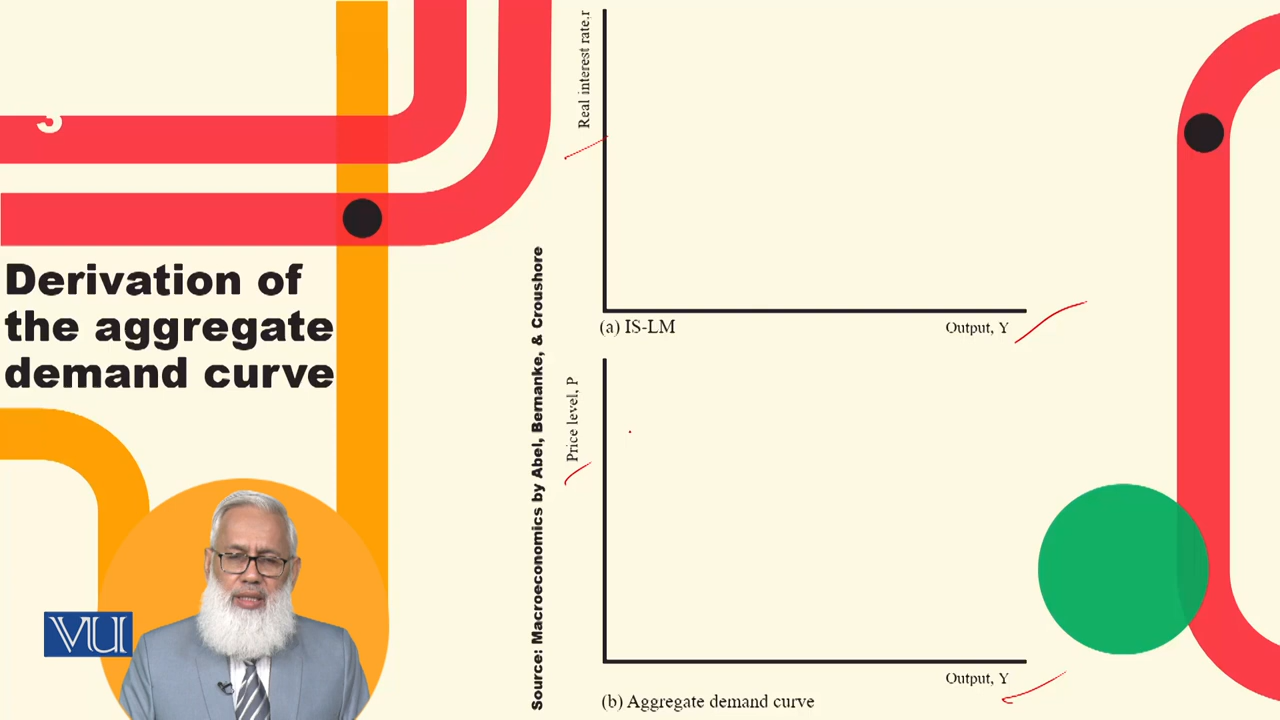 3
Derivation of
the aggregate
demand curve
VU
Source: Macroeconomics by Abel, Bernanke, & Croushore
Real interest rate,r
(a) IS-LM
Output, Y
Price level, P
Output, Y
(b) Aggregate demand curve